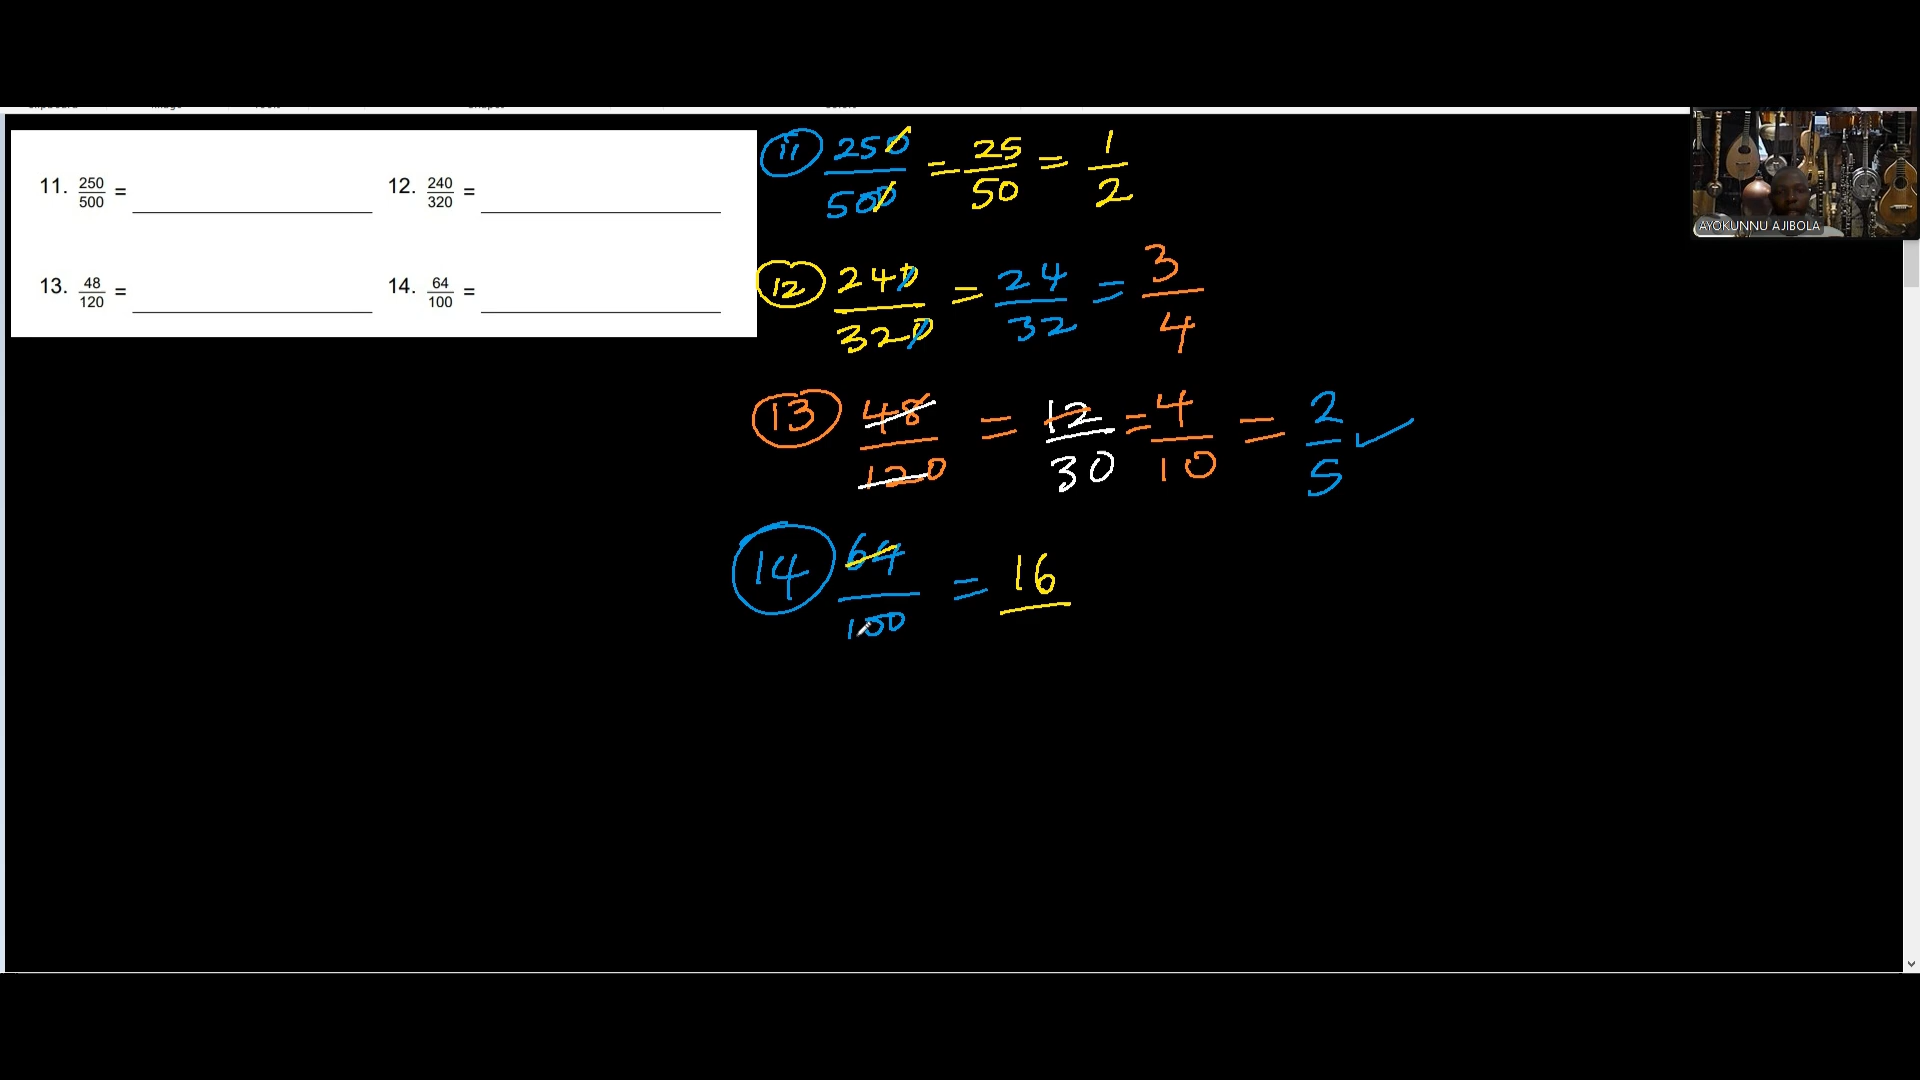 11. 250/500 =
12. 240/320 =
13. 48/120 =
14. 64/100 =
11 250/500 = 25/50 = 1/2
12 240/320 = 24/32 = 3/4
13 48/120 = 12/30 = 4/10 = 2/5 ✓
14 64/100 = 16
AYOKUNNU AJIBOLA